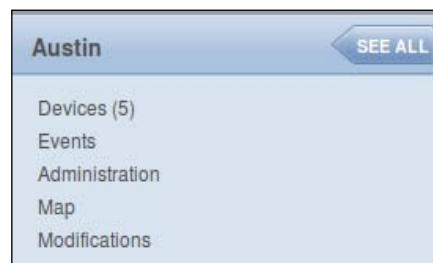 Austin SEE ALL
Devices (5)
Events
Administration
Map
Modifications